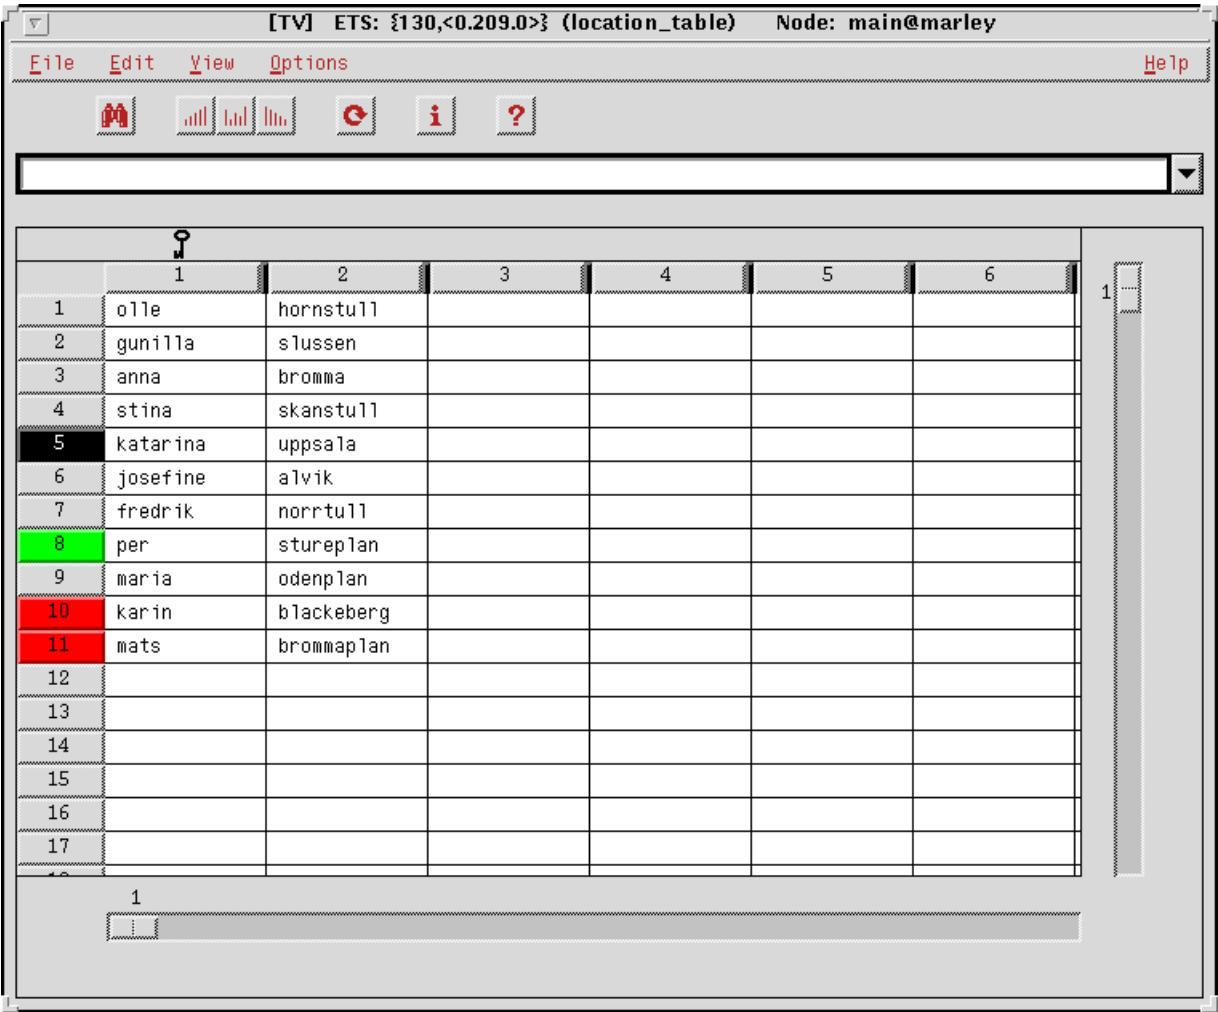 [TV] ETS: {130,<0.209.0>} (location_table) Node: main@marley
File Edit View Options Help
1 2 3 4 5 6
1
1 olle hornstull
2 gunilla slussen
3 anna bromma
4 stina skanstull
5 katarina uppsala
6 josefine alvik
7 fredrik norrtull
8 per stureplan
9 maria odenplan
10 karin blackeberg
11 mats brommaplan
12
13
14
15
16
17
1